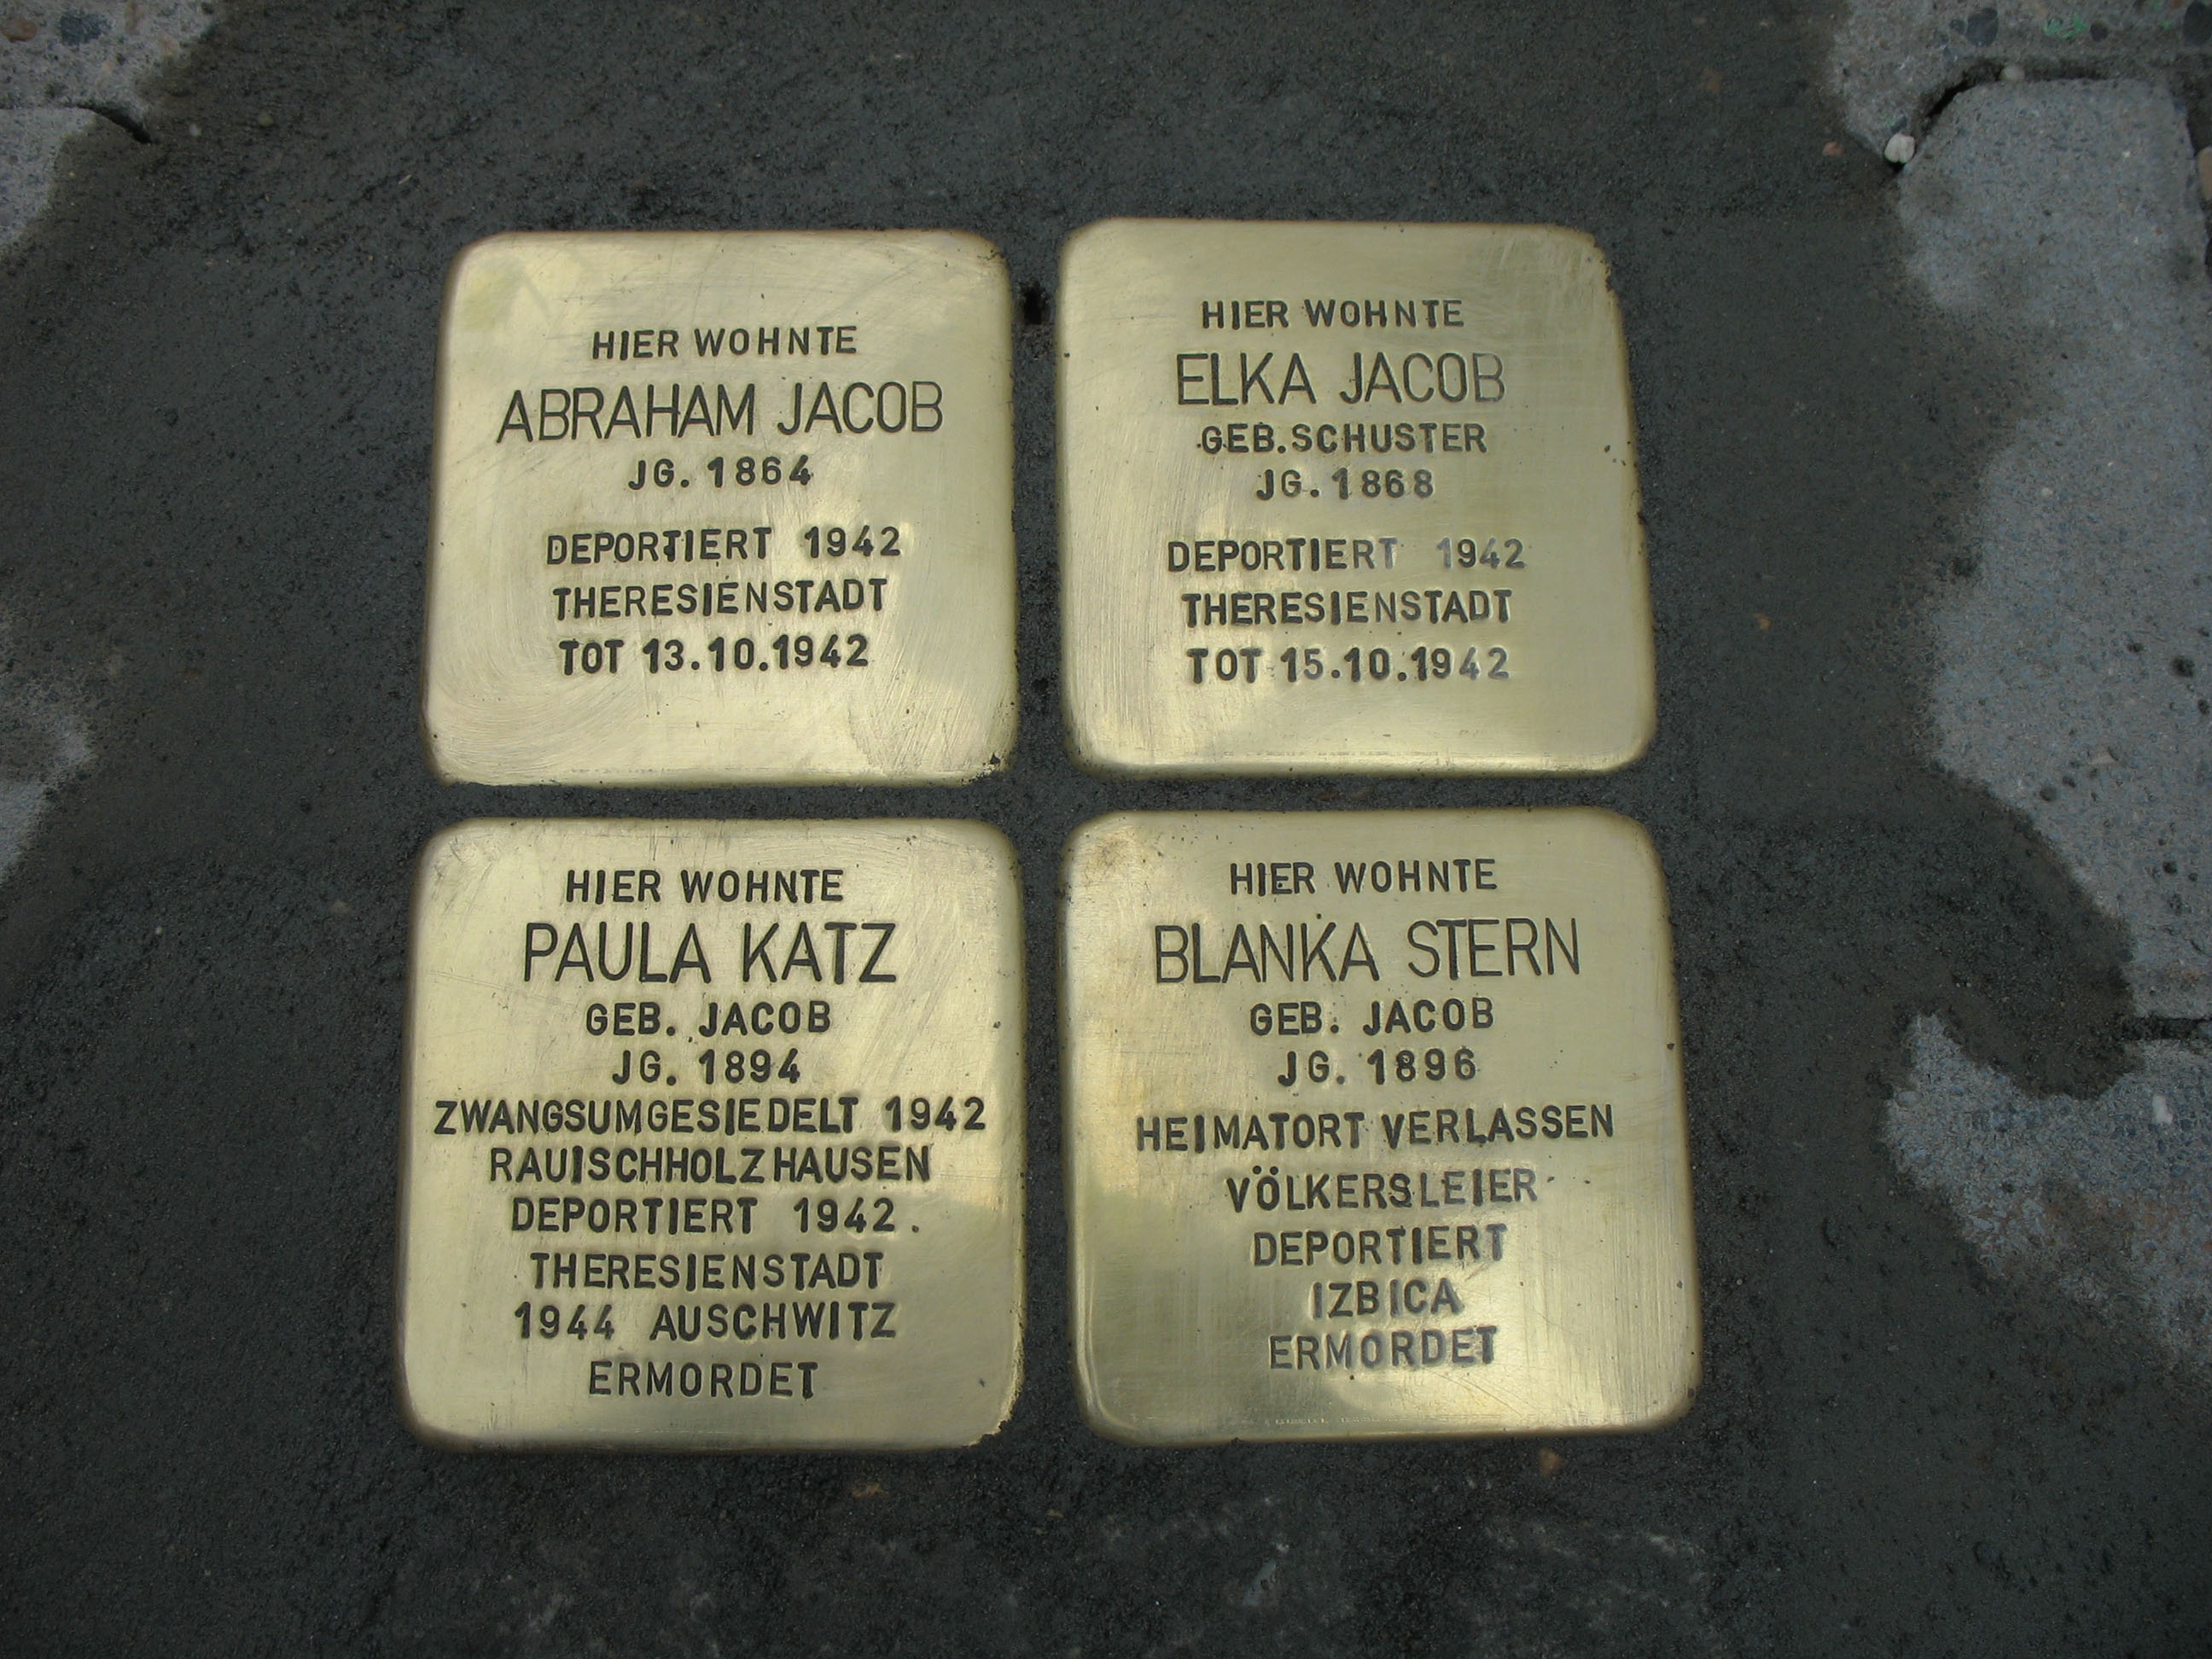 HIER WOHNTE
ABRAHAM JACOB
JG. 1864
DEPORTIERT 1942
THERESIENSTADT
TOT 13.10.1942
HIER WOHNTE
ELKA JACOB
GEB. SCHUSTER
JG. 1868
DEPORTIERT 1942
THERESIENSTADT
TOT 15.10.1942
HIER WOHNTE
PAULA KATZ
GEB. JACOB
JG. 1894
ZWANGSUMGESIEDELT 1942
RAUISCHHOLZHAUSEN
DEPORTIERT 1942
THERESIENSTADT
1944 AUSCHWITZ
ERMORDET
HIER WOHNTE
BLANKA STERN
GEB. JACOB
JG. 1896
HEIMATORT VERLASSEN
VÖLKERSLEIER
DEPORTIERT
IZBICA
ERMORDET